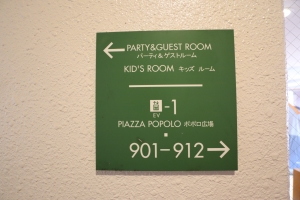 ← PARTY&GUEST ROOM
パーティ&ゲストルーム
KID'S ROOM キッズ ルーム
-1
EV
PIAZZA POPOLO ポポロ広場
901-912→